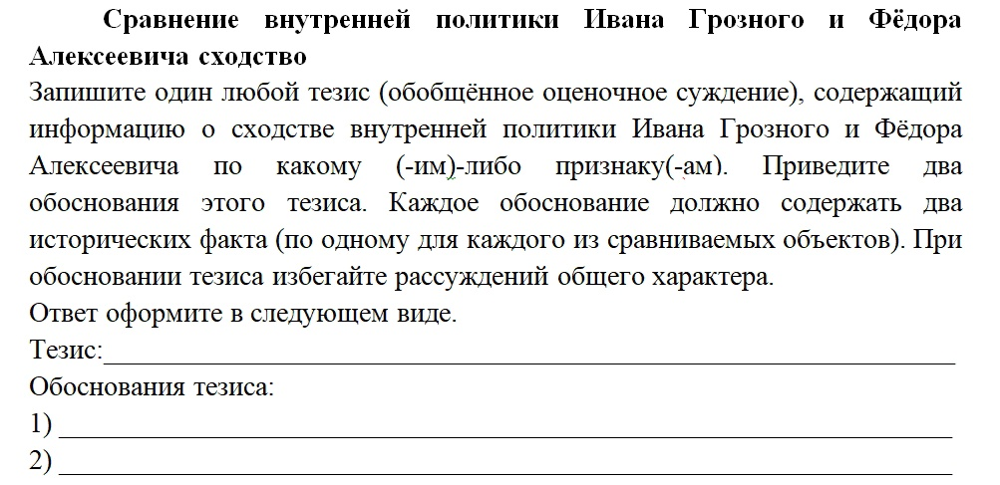 Сравнение внутренней политики Ивана Грозного и Фёдора
Алексеевича сходство
Запишите один любой тезис (обобщённое оценочное суждение), содержащий
информацию о сходстве внутренней политики Ивана Грозного и Фёдора
Алексеевича по какому (-им)-либо признаку(-ам). Приведите два
обоснования этого тезиса. Каждое обоснование должно содержать два
исторических факта (по одному для каждого из сравниваемых объектов). При
обосновании тезиса избегайте рассуждений общего характера.
Ответ оформите в следующем виде.
Тезис:_______________________________________________
Обоснования тезиса:
1) _______________________________________________
2) _______________________________________________